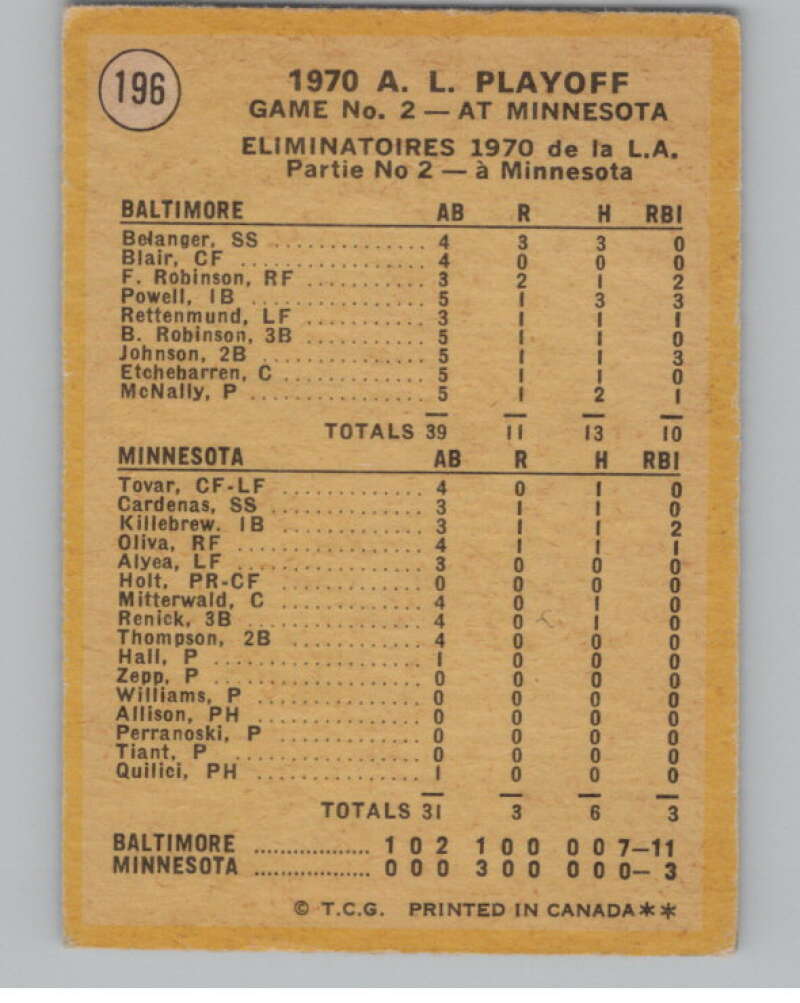 196
1970 A. L. PLAYOFF
GAME No. 2 — AT MINNESOTA
ELIMINATOIRES 1970 de la L.A.
Partie No 2 — à Minnesota
BALTIMORE AB R H RBI
Belanger, SS ................ 4 3 3 0
Blair, CF .................... 4 0 0 0
F. Robinson, RF ............ 3 2 1 2
Powell, 1B .................. 5 1 3 3
Rettenmund, LF ........... 3 1 1 1
B. Robinson, 3B ........... 5 1 1 0
Johnson, 2B ................ 5 1 1 3
Etchebarren, C ............. 5 1 1 0
McNally, P .................. 5 1 2 1
TOTALS 39 11 13 10
MINNESOTA AB R H RBI
Tovar, CF-LF ............... 4 0 1 0
Cardenas, SS ............... 3 1 1 0
Killebrew. 1B ............... 3 1 1 2
Oliva, RF .................... 4 1 1 1
Alyea, LF .................... 3 0 0 0
Holt, PR-CF ................ 0 0 0 0
Mitterwald, C ............... 4 0 1 0
Renick, 3B .................. 4 0 1 0
Thompson, 2B .............. 4 0 0 0
Hall, P ....................... 1 0 0 0
Zepp, P ...................... 0 0 0 0
Williams, P .................. 0 0 0 0
Allison, PH .................. 0 0 0 0
Perranoski, P ............... 0 0 0 0
Tiant, P ...................... 0 0 0 0
Quilici, PH .................. 1 0 0 0
TOTALS 31 3 6 3
BALTIMORE .................. 1 0 2 1 0 0 0 0 7—11
MINNESOTA .................. 0 0 0 3 0 0 0 0 0— 3
© T.C.G. PRINTED IN CANADA**